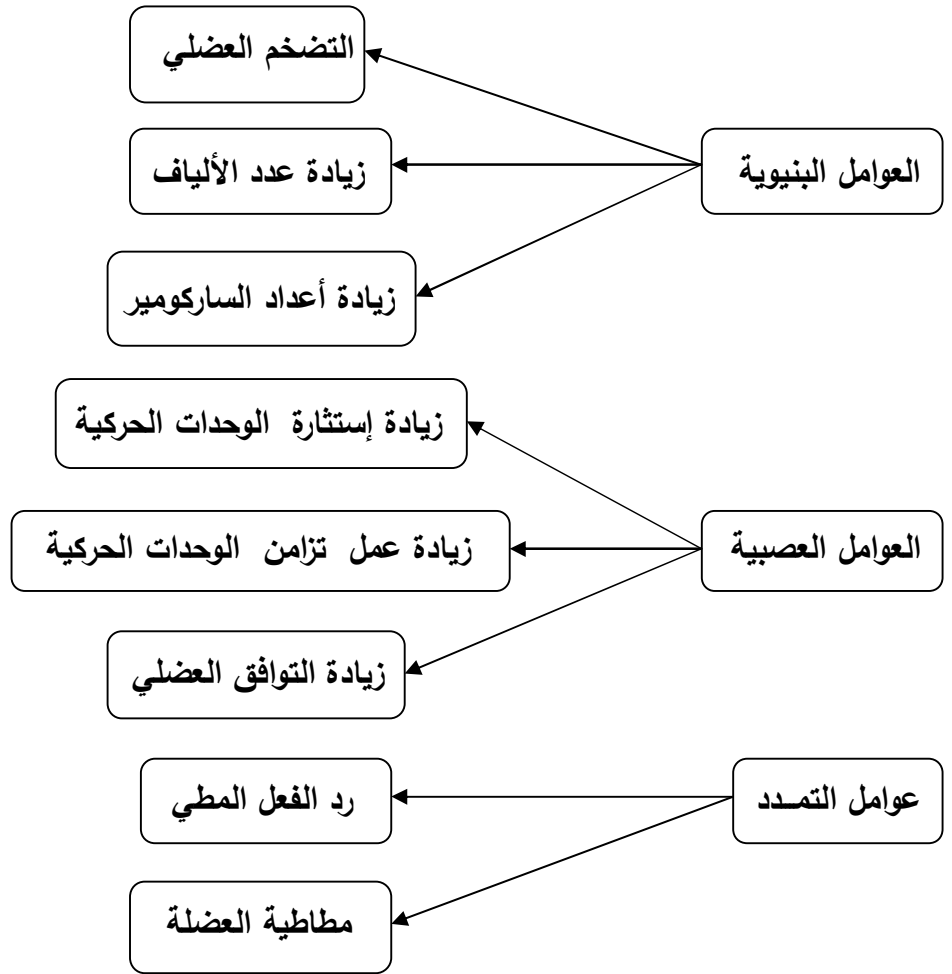 العوامل البنيوية
التضخم العضلي
زيادة عدد الألياف
زيادة أعداد الساركومير
العوامل العصبية
زيادة إستثارة الوحدات الحركية
زيادة عمل تزامن الوحدات الحركية
زيادة التوافق العضلي
عوامل التمــدد
رد الفعل المطي
مطاطية العضلة